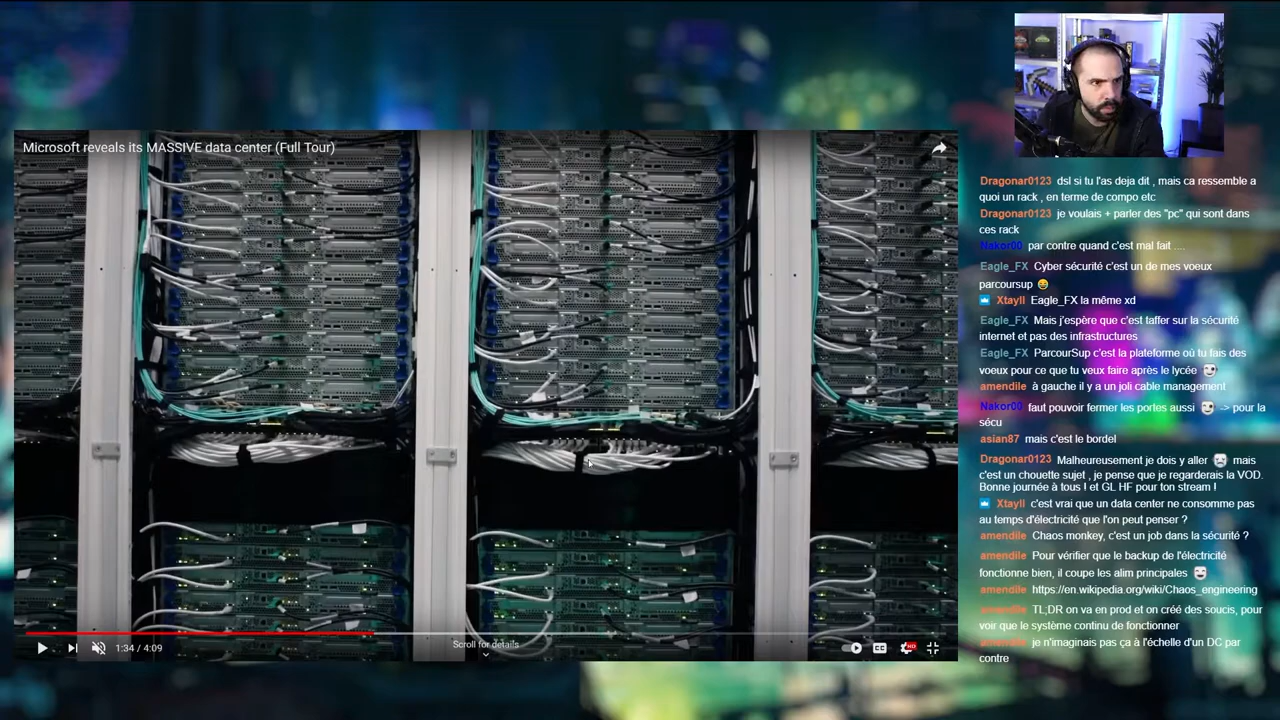 Microsoft reveals its MASSIVE data center (Full Tour)
1:34 / 4:09
Scroll for details
CC
HD
Dragonar0123 dsl si tu l'as deja dit , mais ca ressemble a
quoi un rack , en terme de compo etc
Dragonar0123 je voulais + parler des "pc" qui sont dans
ces rack
Nakor00 par contre quand c'est mal fait ....
Eagle_FX Cyber sécurité c'est un de mes voeux
parcoursup
Xtayli Eagle_FX la même xd
Eagle_FX Mais j'espère que c'est taffer sur la sécurité
internet et pas des infrastructures
Eagle_FX ParcourSup c'est la plateforme où tu fais des
voeux pour ce que tu veux faire après le lycée
amendile à gauche il y a un joli cable management
Nakor00 faut pouvoir fermer les portes aussi -> pour la
sécu
asian87 mais c'est le bordel
Dragonar0123 Malheureusement je dois y aller mais
c'est un chouette sujet , je pense que je regarderais la VOD.
Bonne journée à tous ! et GL HF pour ton stream !
Xtayli c'est vrai que un data center ne consomme pas
au temps d'électricité que l'on peut penser ?
amendile Chaos monkey, c'est un job dans la sécurité ?
amendile Pour vérifier que le backup de l'électricité
fonctionne bien, il coupe les alim principales
amendile https://en.wikipedia.org/wiki/Chaos_engineering
amendile TL;DR on va en prod et on créé des soucis, pour
voir que le système continu de fonctionner
amendile je n'imaginais pas ça à l'échelle d'un DC par
contre